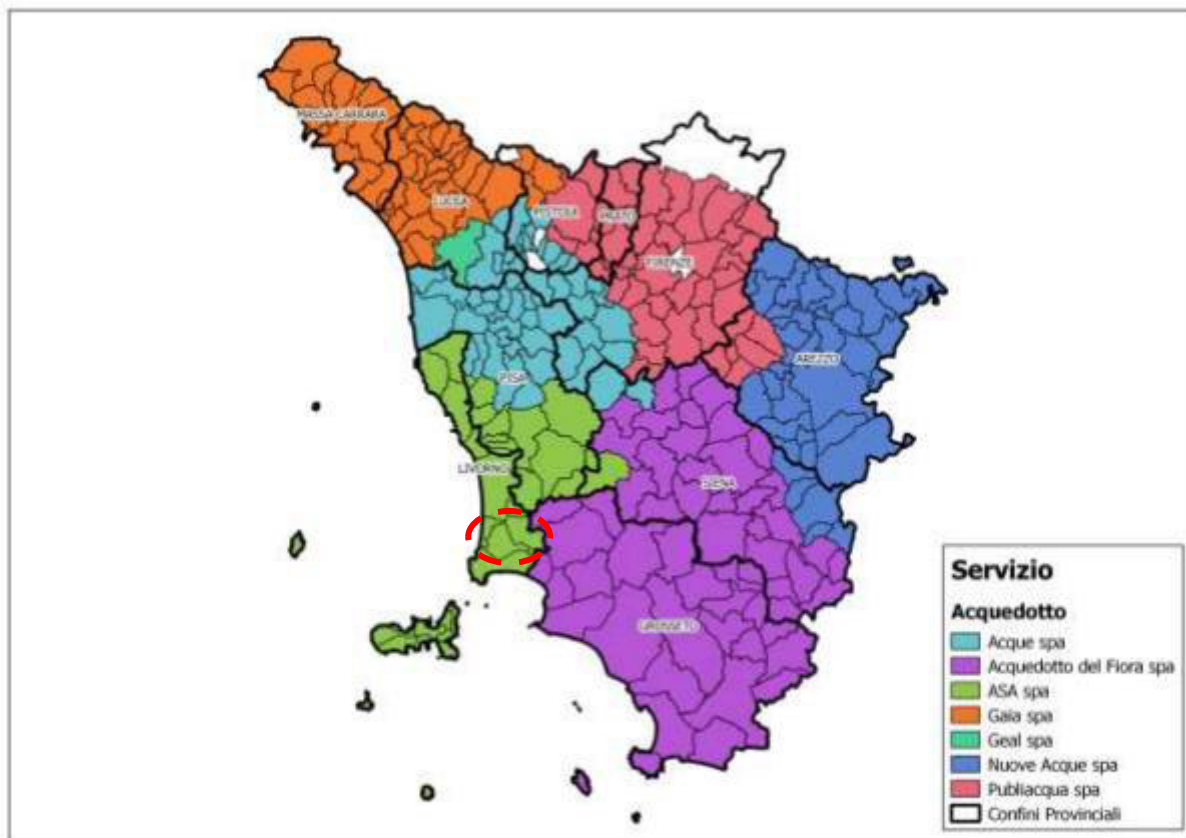 MASSA CARRARA
LUCCA
PISTOIA
PRATO
FIRENZE
AREZZO
PISA
LIVORNO
SIENA
GROSSETO
Servizio
Acquedotto
Acque spa
Acquedotto del Fiora spa
ASA spa
Gaia spa
Geal spa
Nuove Acque spa
Publiacqua spa
Confini Provinciali